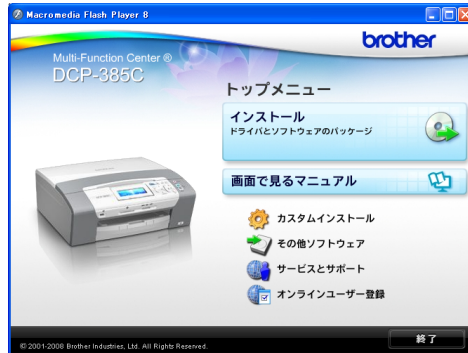 Macromedia Flash Player 8
brother
Multi-Function Center ®
DCP-385C
トップメニュー
インストール
ドライバとソフトウェアのパッケージ
画面で見るマニュアル
カスタムインストール
その他ソフトウェア
サービスとサポート
オンラインユーザー登録
© 2001-2008 Brother Industries, Ltd. All Rights Reserved.
終了